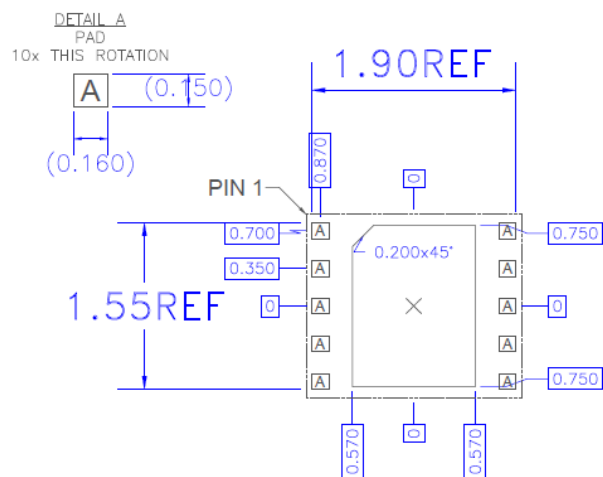 DETAIL A
PAD
10x THIS ROTATION
A
(0.150)
(0.160)
1.90REF
0.870
0
PIN 1
0.700
A
A
0.750
0.200x45°
0.350
A
A
1.55REF
0
A
A
0
A
A
A
A
0.750
0.570
0
0.570